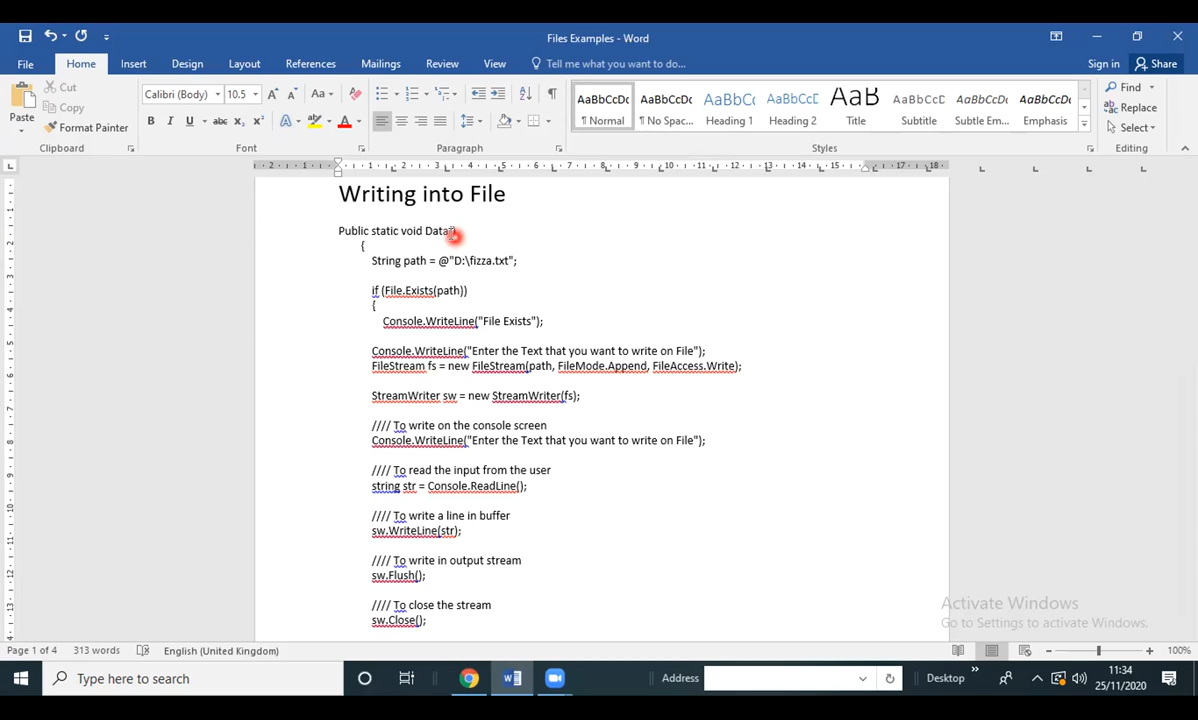 Files Examples - Word
File Home Insert Design Layout References Mailings Review View Tell me what you want to do... Sign in Share
Paste Cut Copy Format Painter Clipboard
Calibri (Body) 10.5 Font
Paragraph
AaBbCcDc ¶ Normal
AaBbCcDc ¶ No Spac...
AaBbCc Heading 1
AaBbCcD Heading 2
AaB Title
AaBbCcD Subtitle
AaBbCcDc Subtle Em...
AaBbCcDc Emphasis
Styles
Find Replace Select Editing
Writing into File
Public static void Data
{
String path = @"D:\fizza.txt";
if (File.Exists(path))
{
Console.WriteLine("File Exists");
Console.WriteLine("Enter the Text that you want to write on File");
FileStream fs = new FileStream(path, FileMode.Append, FileAccess.Write);
StreamWriter sw = new StreamWriter(fs);
//// To write on the console screen
Console.WriteLine("Enter the Text that you want to write on File");
//// To read the input from the user
string str = Console.ReadLine();
//// To write a line in buffer
sw.WriteLine(str);
//// To write in output stream
sw.Flush();
//// To close the stream
sw.Close();
Activate Windows
Go to Settings to activate Windows.
Page 1 of 4 313 words English (United Kingdom) 100%
Type here to search Address Desktop 11:34
25/11/2020